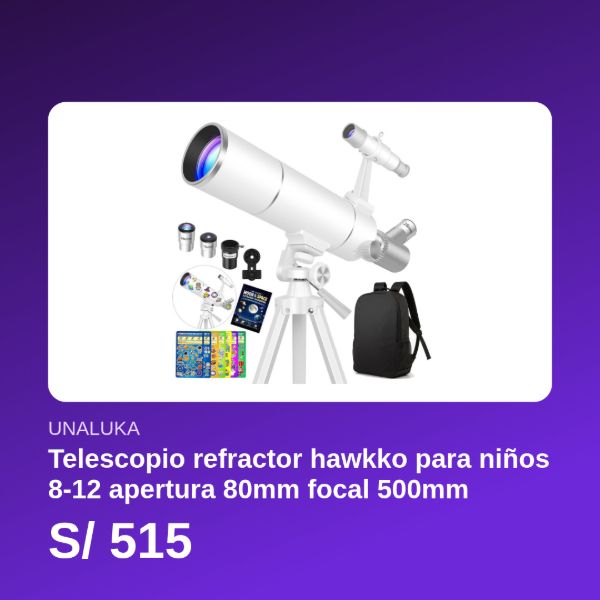 UNALUKA
Telescopio refractor hawkko para niños
8-12 apertura 80mm focal 500mm
S/ 515